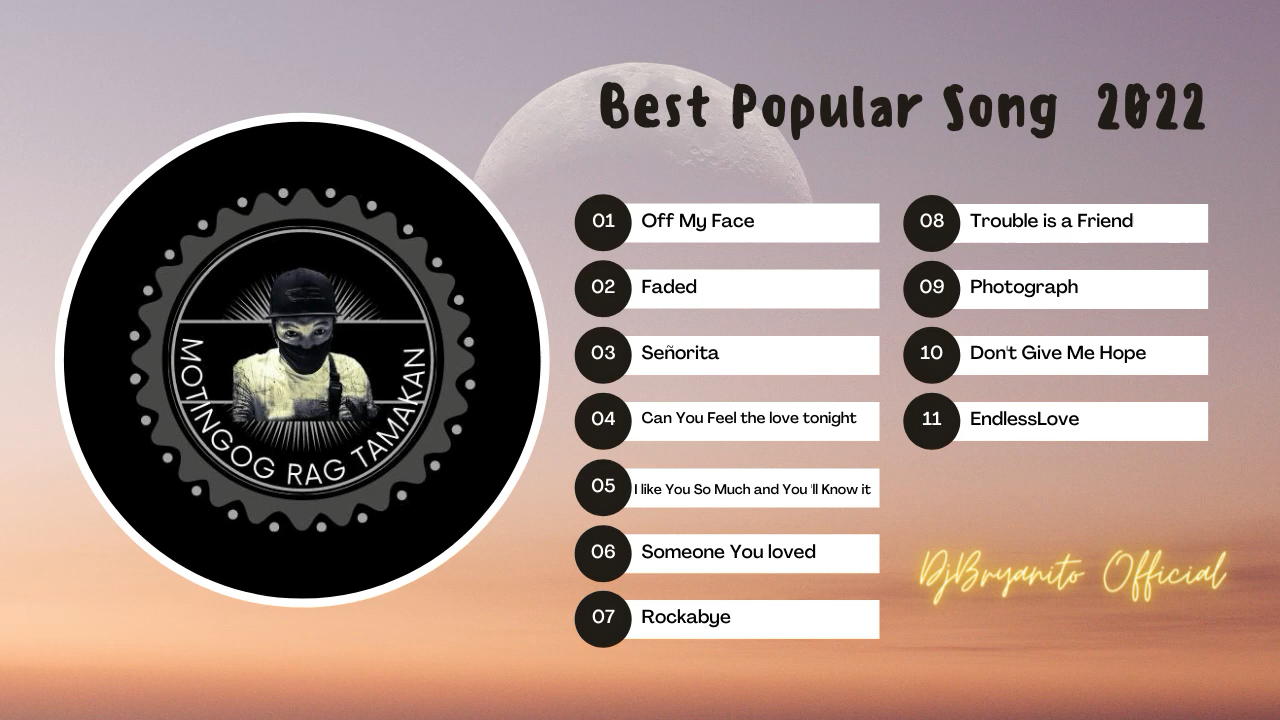 Best Popular Song 2022
MOTINGOG RAG TAMAKAN
01 Off My Face
02 Faded
03 Señorita
04 Can You Feel the love tonight
05 I like You So Much and You 'll Know it
06 Someone You loved
07 Rockabye
08 Trouble is a Friend
09 Photograph
10 Don't Give Me Hope
11 EndlessLove
DjBryanito Official